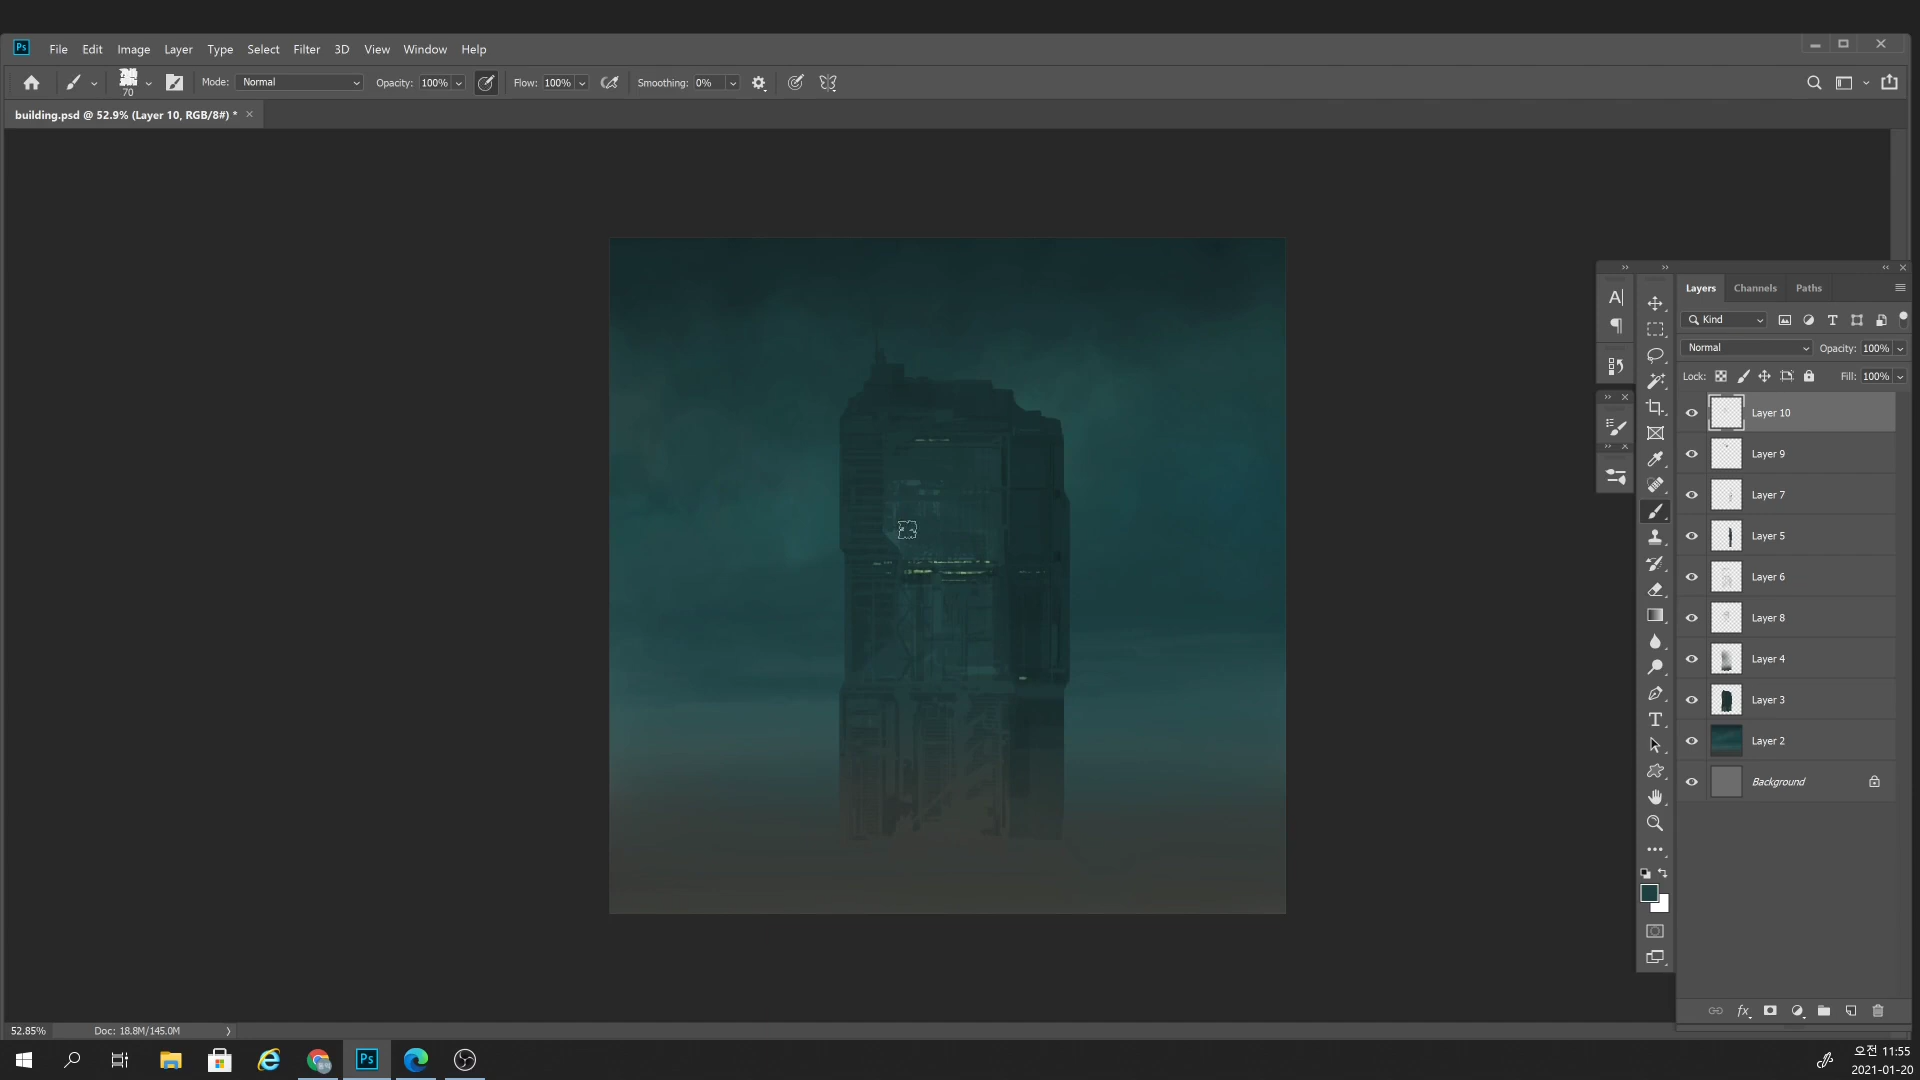 Ps File Edit Image Layer Type Select Filter 3D View Window Help
70 Mode: Normal Opacity: 100% Flow: 100% Smoothing: 0%
building.psd @ 52.9% (Layer 10, RGB/8#) *
Layers Channels Paths
Kind
Normal Opacity: 100%
Lock: Fill: 100%
Layer 10
Layer 9
Layer 7
Layer 5
Layer 6
Layer 8
Layer 4
Layer 3
Layer 2
Background
fx
52.85% Doc: 18.8M/145.0M
Ps
오전 11:55
2021-01-20